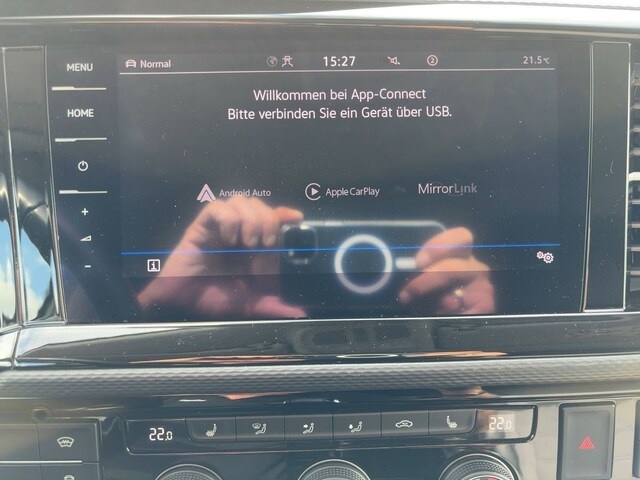 MENU
Normal
15:27
2
21.5°C
HOME
Willkommen bei App-Connect
Bitte verbinden Sie ein Gerät über USB.
Android Auto
Apple CarPlay
MirrorLink
+
-
i
22.0
22.0